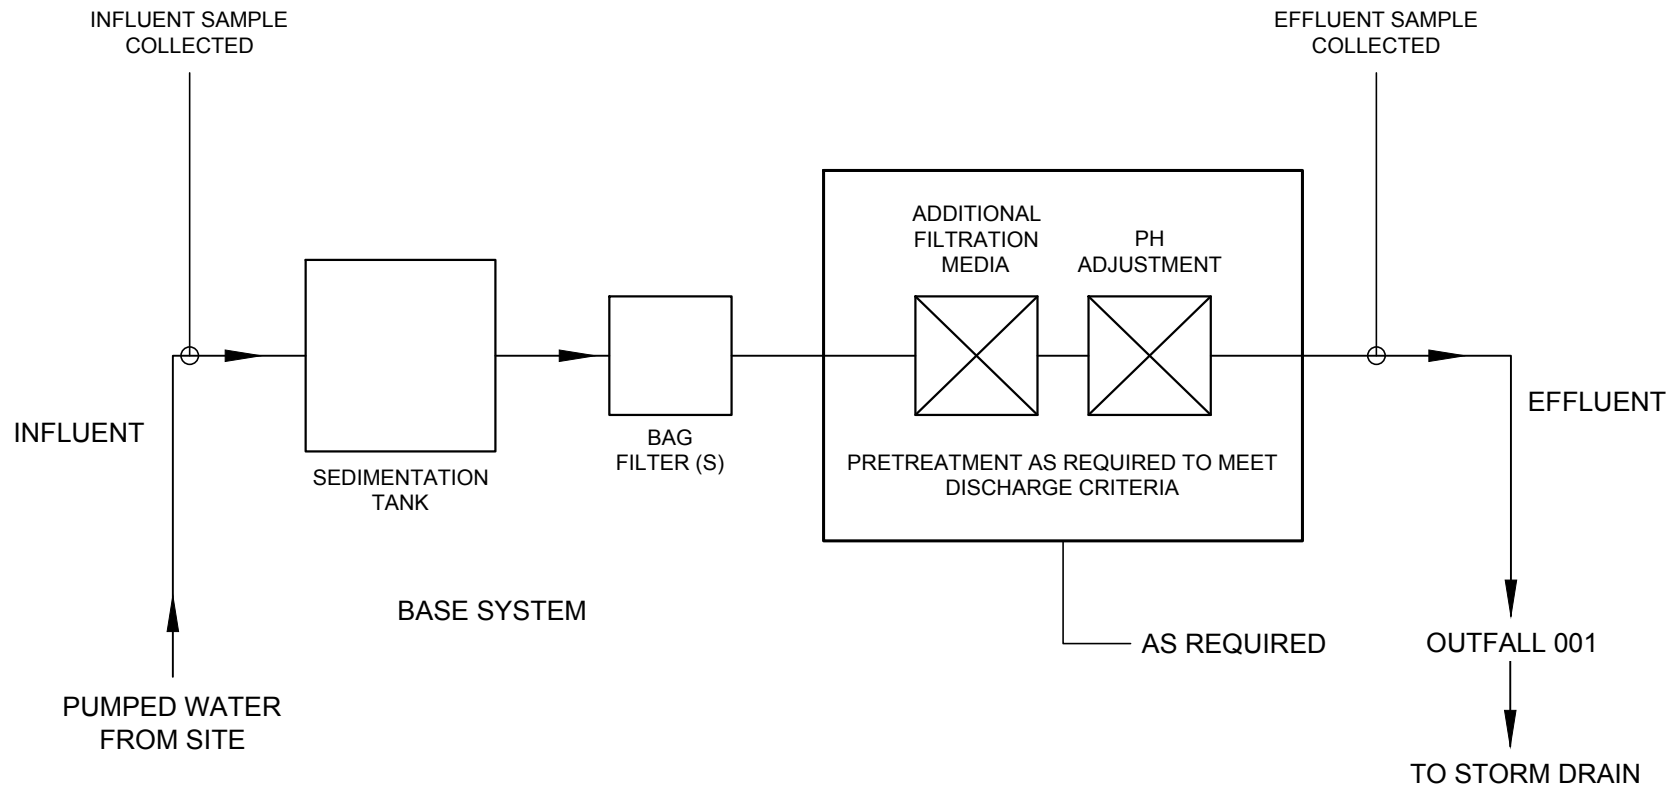 INFLUENT SAMPLE
COLLECTED
EFFLUENT SAMPLE
COLLECTED
ADDITIONAL
FILTRATION
MEDIA
PH
ADJUSTMENT
INFLUENT
EFFLUENT
BAG
FILTER (S)
PRETREATMENT AS REQUIRED TO MEET
DISCHARGE CRITERIA
SEDIMENTATION
TANK
BASE SYSTEM
AS REQUIRED
OUTFALL 001
PUMPED WATER
FROM SITE
TO STORM DRAIN